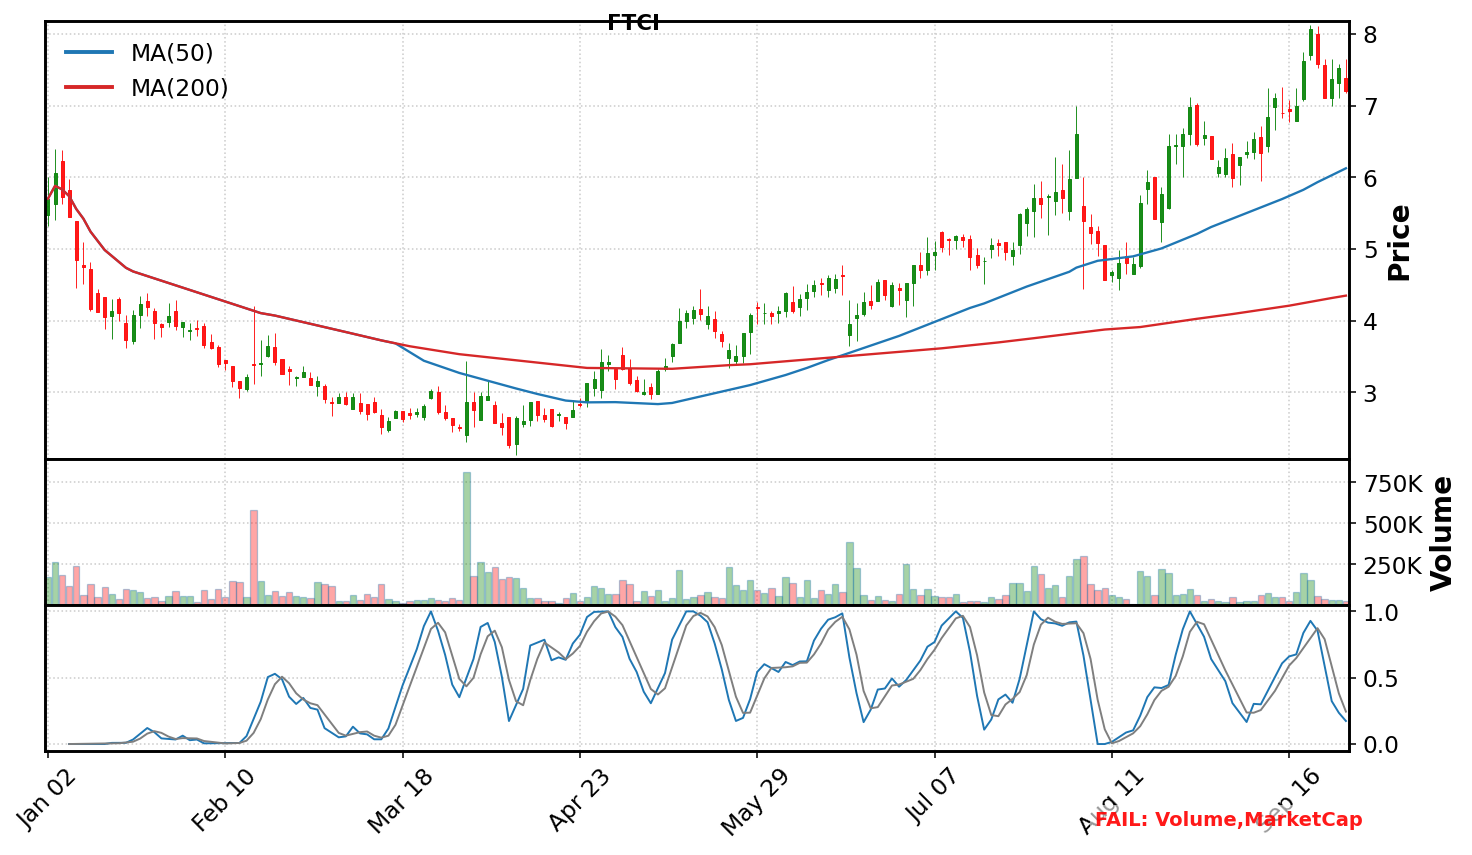 FTCI
MA(50)
MA(200)
8
7
6
5
4
3
Price
750K
500K
250K
Volume
1.0
0.5
0.0
Jan 02
Feb 10
Mar 18
Apr 23
May 29
Jul 07
Aug 11
Sep 16
FAIL: Volume,MarketCap